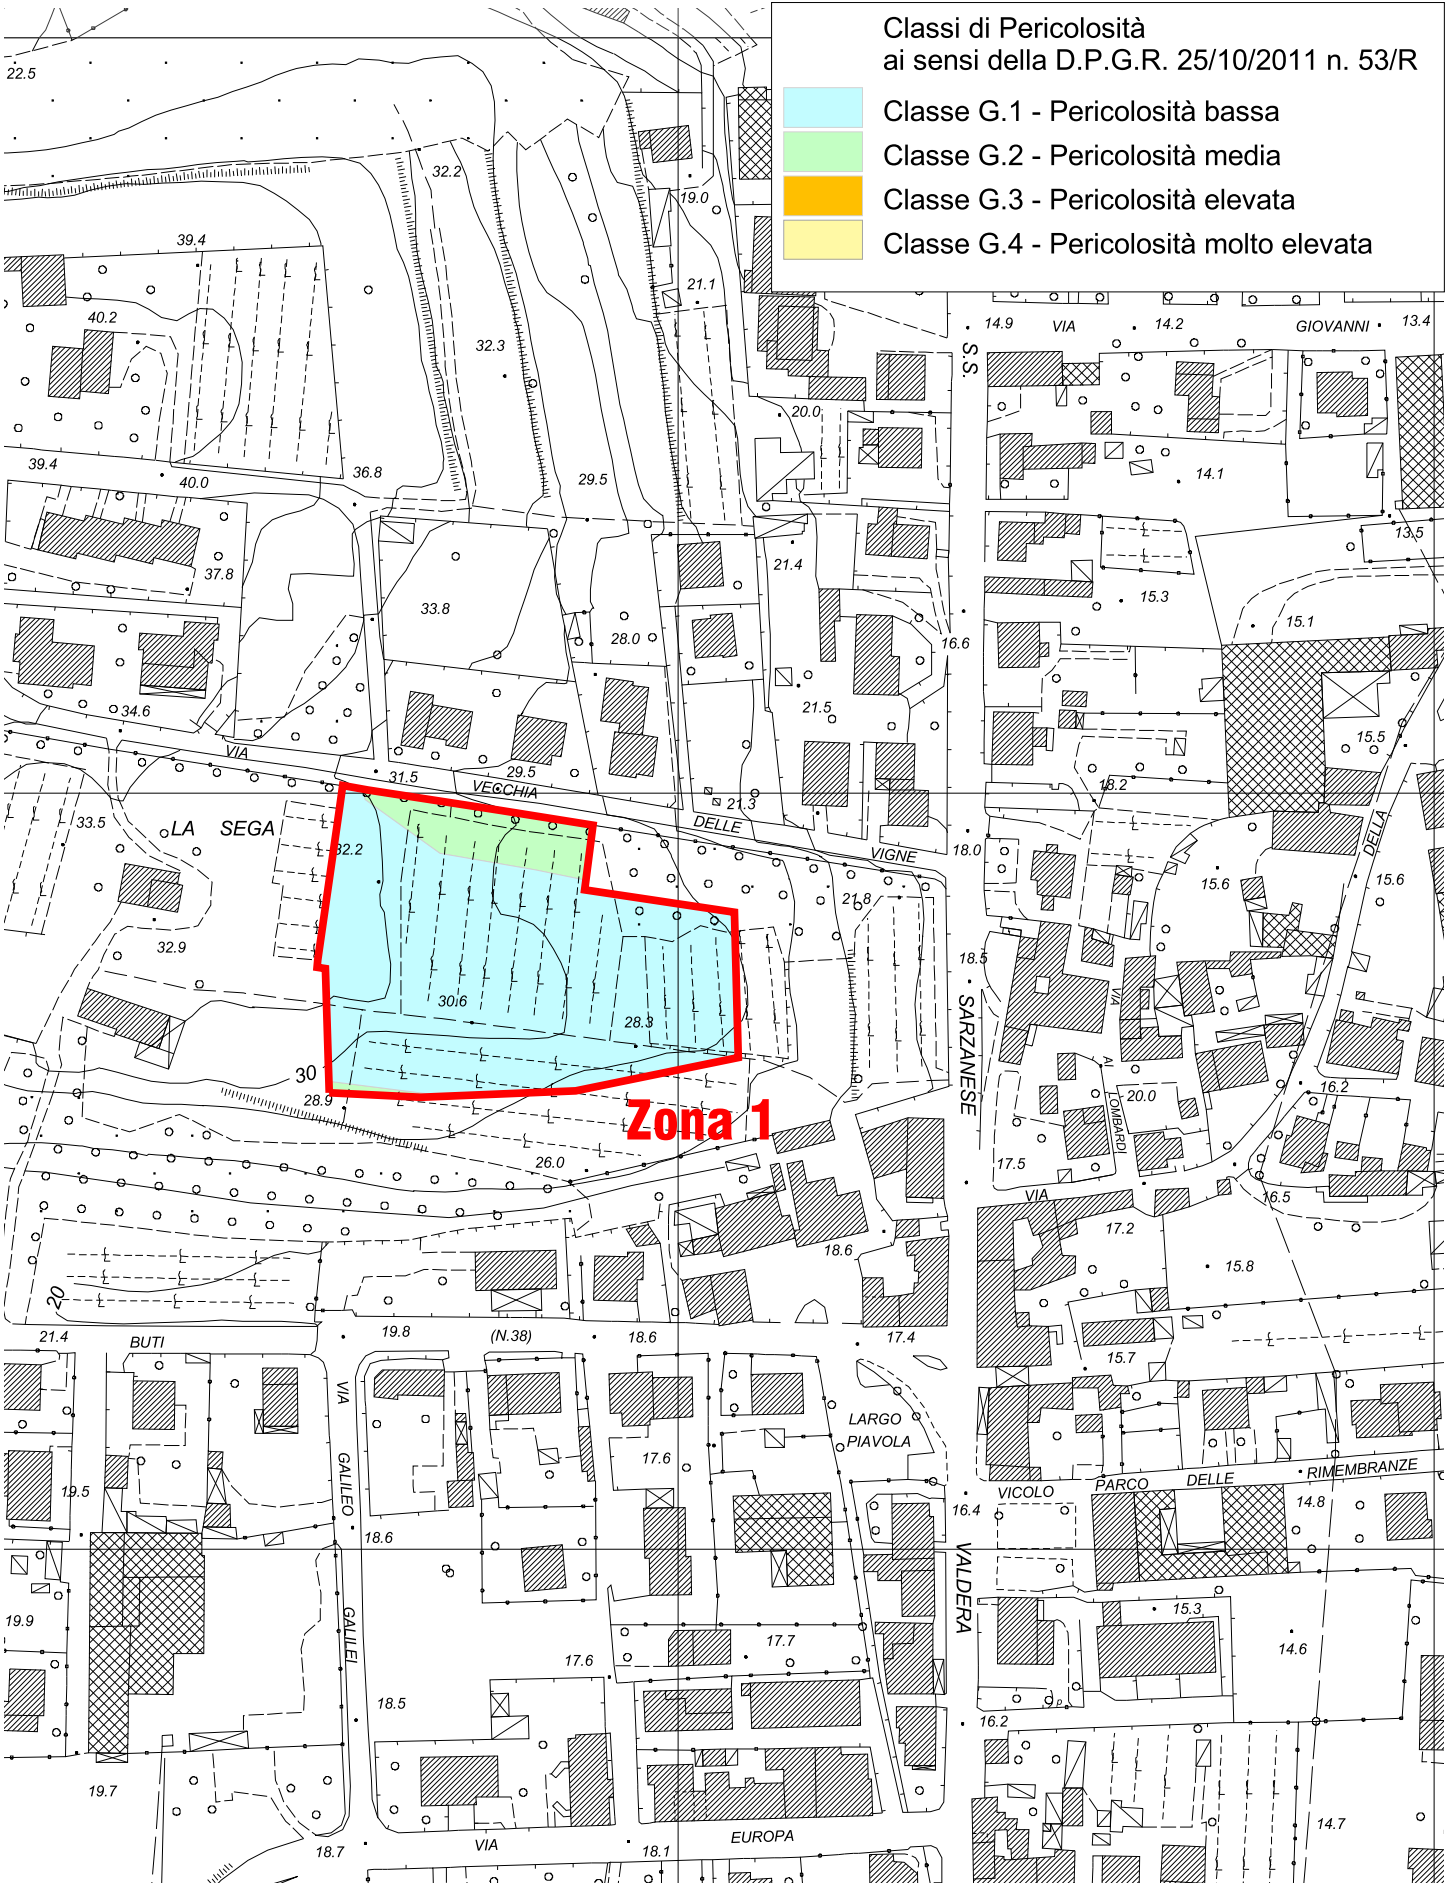 Classi di Pericolosità
ai sensi della D.P.G.R. 25/10/2011 n. 53/R
Classe G.1 - Pericolosità bassa
Classe G.2 - Pericolosità media
Classe G.3 - Pericolosità elevata
Classe G.4 - Pericolosità molto elevata
22.5
32.2
19.0
39.4
21.1
40.2
32.3
14.9
VIA
14.2
GIOVANNI
13.4
S.S.
20.0
39.4
40.0
36.8
29.5
14.1
13.5
37.8
21.4
33.8
28.0
15.3
15.1
16.6
34.6
21.5
15.5
VIA
31.5
29.5
VECCHIA
18.2
21.3
33.5
LA SEGA
DELLE
VIGNE
DELLA
32.2
18.0
15.6
15.6
21.8
32.9
18.5
30.6
28.3
SARZANESE
VIA
AI
LOMBARDI
30
28.9
16.2
20.0
Zona 1
26.0
17.5
VIA
16.5
17.2
18.6
15.8
20
21.4
BUTI
19.8
(N.38)
18.6
17.4
15.7
VIA
LARGO
PIAVOLA
GALILEO
17.6
19.5
VICOLO
PARCO
DELLE
RIMEMBRANZE
16.4
14.8
18.6
VALDERA
19.9
GALILEI
15.3
17.7
14.6
17.6
18.5
16.2
19.7
14.7
VIA
EUROPA
18.7
18.1